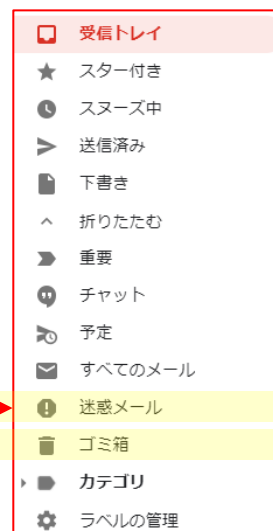 受信トレイ
スター付き
スヌーズ中
送信済み
下書き
折りたたむ
重要
チャット
予定
すべてのメール
迷惑メール
ゴミ箱
カテゴリ
ラベルの管理